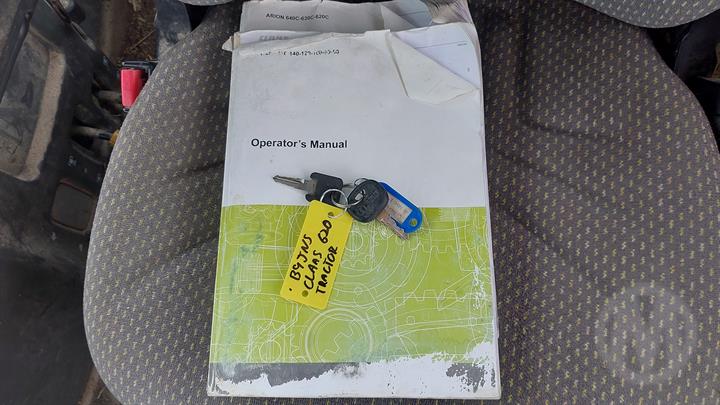 ARION 640C-630C-620C
Operator's Manual
B9JNS
CLAAS 620
TRACTOR